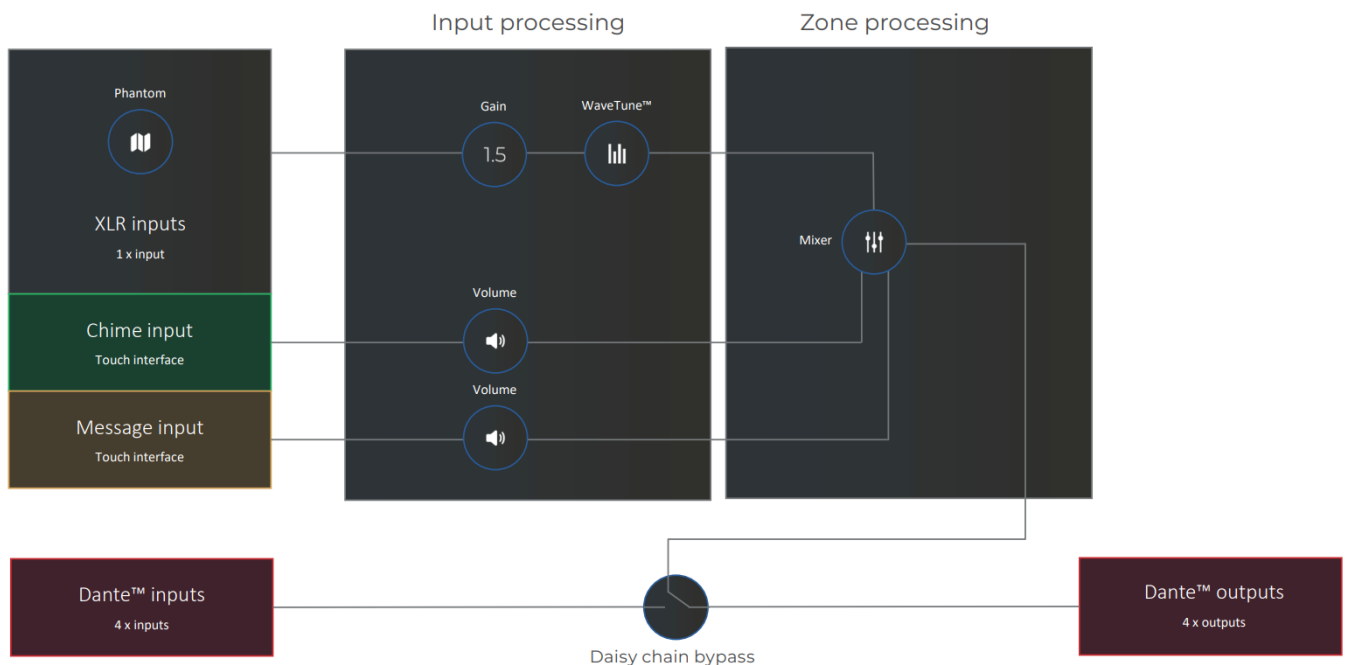 Input processing
Zone processing
Phantom
Gain
WaveTune™
1.5
XLR inputs
1 x input
Mixer
Chime input
Touch interface
Volume
Message input
Touch interface
Volume
Dante™ inputs
4 x inputs
Dante™ outputs
4 x outputs
Daisy chain bypass